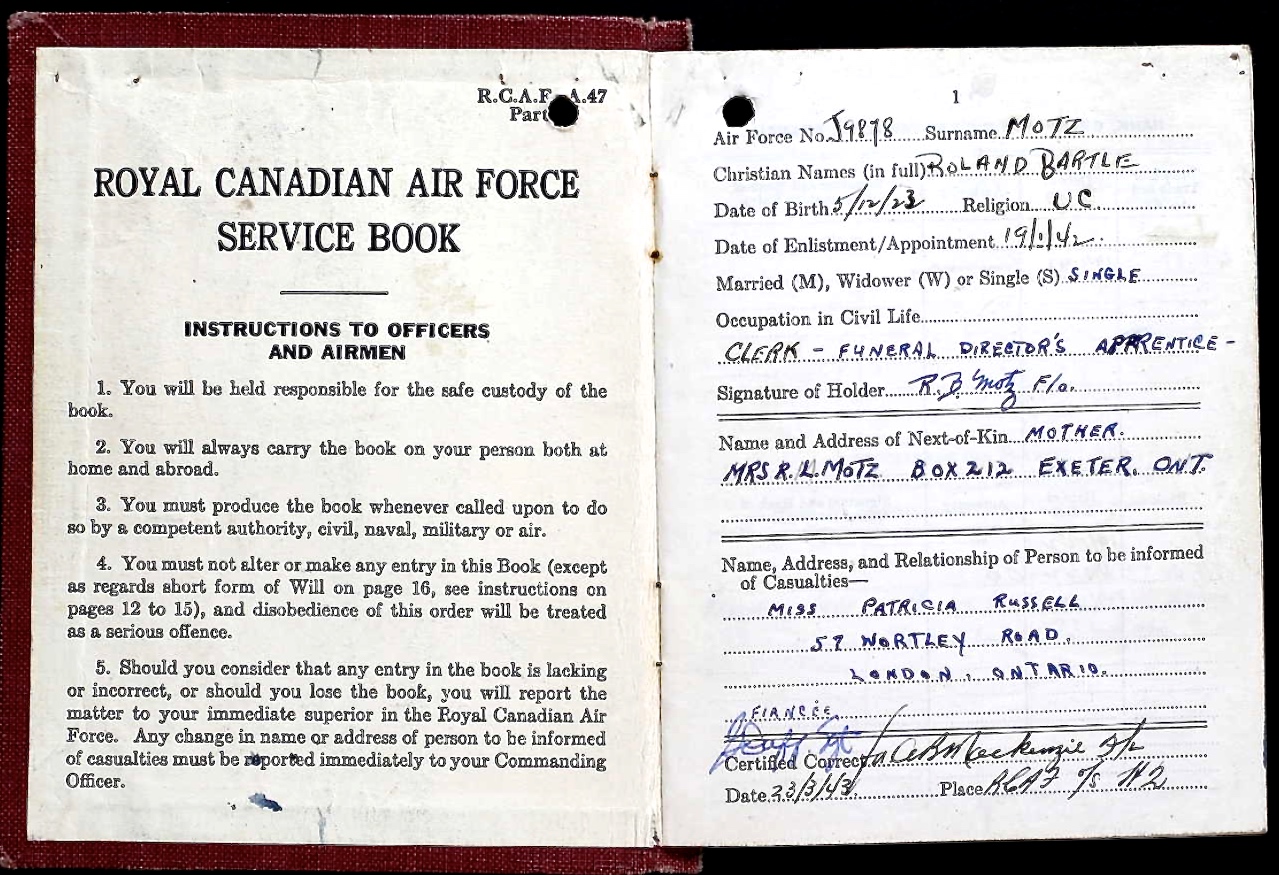 R.C.A.F. A.47
Part
ROYAL CANADIAN AIR FORCE
SERVICE BOOK
INSTRUCTIONS TO OFFICERS
AND AIRMEN
1. You will be held responsible for the safe custody of the
book.
2. You will always carry the book on your person both at
home and abroad.
3. You must produce the book whenever called upon to do
so by a competent authority, civil, naval, military or air.
4. You must not alter or make any entry in this Book (except
as regards short form of Will on page 16, see instructions on
pages 12 to 15), and disobedience of this order will be treated
as a serious offence.
5. Should you consider that any entry in the book is lacking
or incorrect, or should you lose the book, you will report the
matter to your immediate superior in the Royal Canadian Air
Force. Any change in name or address of person to be informed
of casualties must be reported immediately to your Commanding
Officer.
1
Air Force No. J9878 Surname MOTZ
Christian Names (in full) ROLAND BARTLE
Date of Birth 5/12/23 Religion UC
Date of Enlistment/Appointment 19/1/42
Married (M), Widower (W) or Single (S) SINGLE
Occupation in Civil Life
CLERK - FUNERAL DIRECTOR'S APPRENTICE -
Signature of Holder R.B Motz F/o.
Name and Address of Next-of-Kin MOTHER.
MRS R.L. MOTZ BOX 212 EXETER. ONT.
Name, Address, and Relationship of Person to be informed
of Casualties—
MISS PATRICIA RUSSELL
57 WORTLEY ROAD.
LONDON, ONTARIO.
FIANCÉE
Certified Correct Mackenzie F/L
Date 23/3/43 Place RCAF